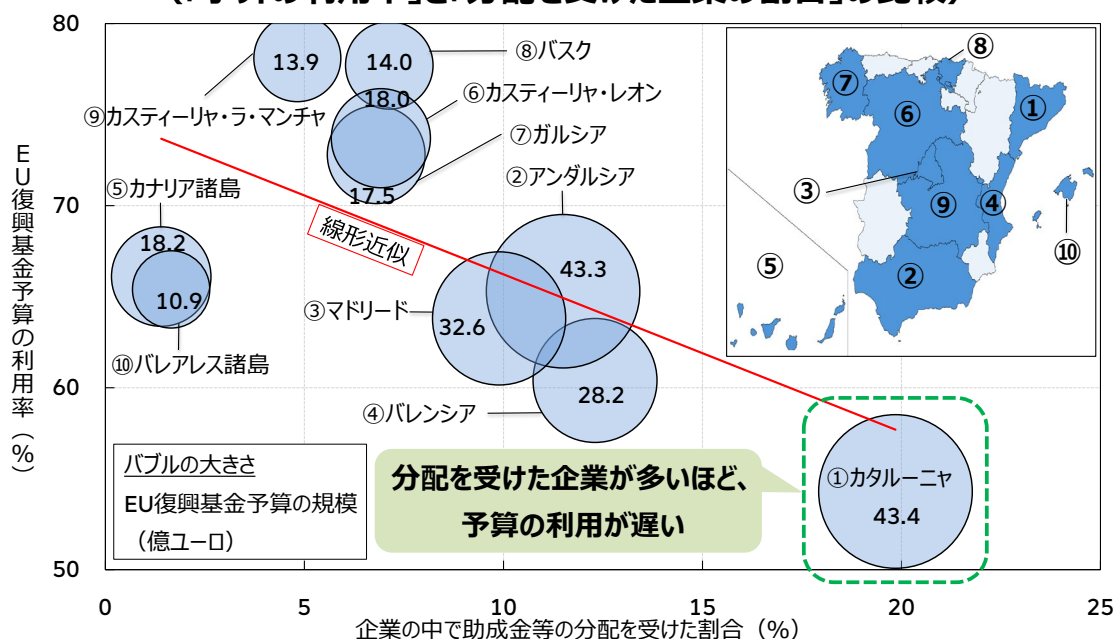 80
70
60
50
0
5
10
15
20
25
EU復興基金予算の利用率（%）
企業の中で助成金等の分配を受けた割合（%）
13.9
14.0
⑧バスク
18.0
⑥カスティーリャ・レオン
⑨カスティーリャ・ラ・マンチャ
⑦ガルシア
17.5
②アンダルシア
⑤カナリア諸島
18.2
線形近似
43.3
10.9
③マドリード
32.6
⑩バレアレス諸島
④バレンシア
28.2
バブルの大きさ
EU復興基金予算の規模
（億ユーロ）
分配を受けた企業が多いほど、
予算の利用が遅い
①カタルーニャ
43.4
⑧
⑦
①
⑥
③
⑨
④
⑩
⑤
②